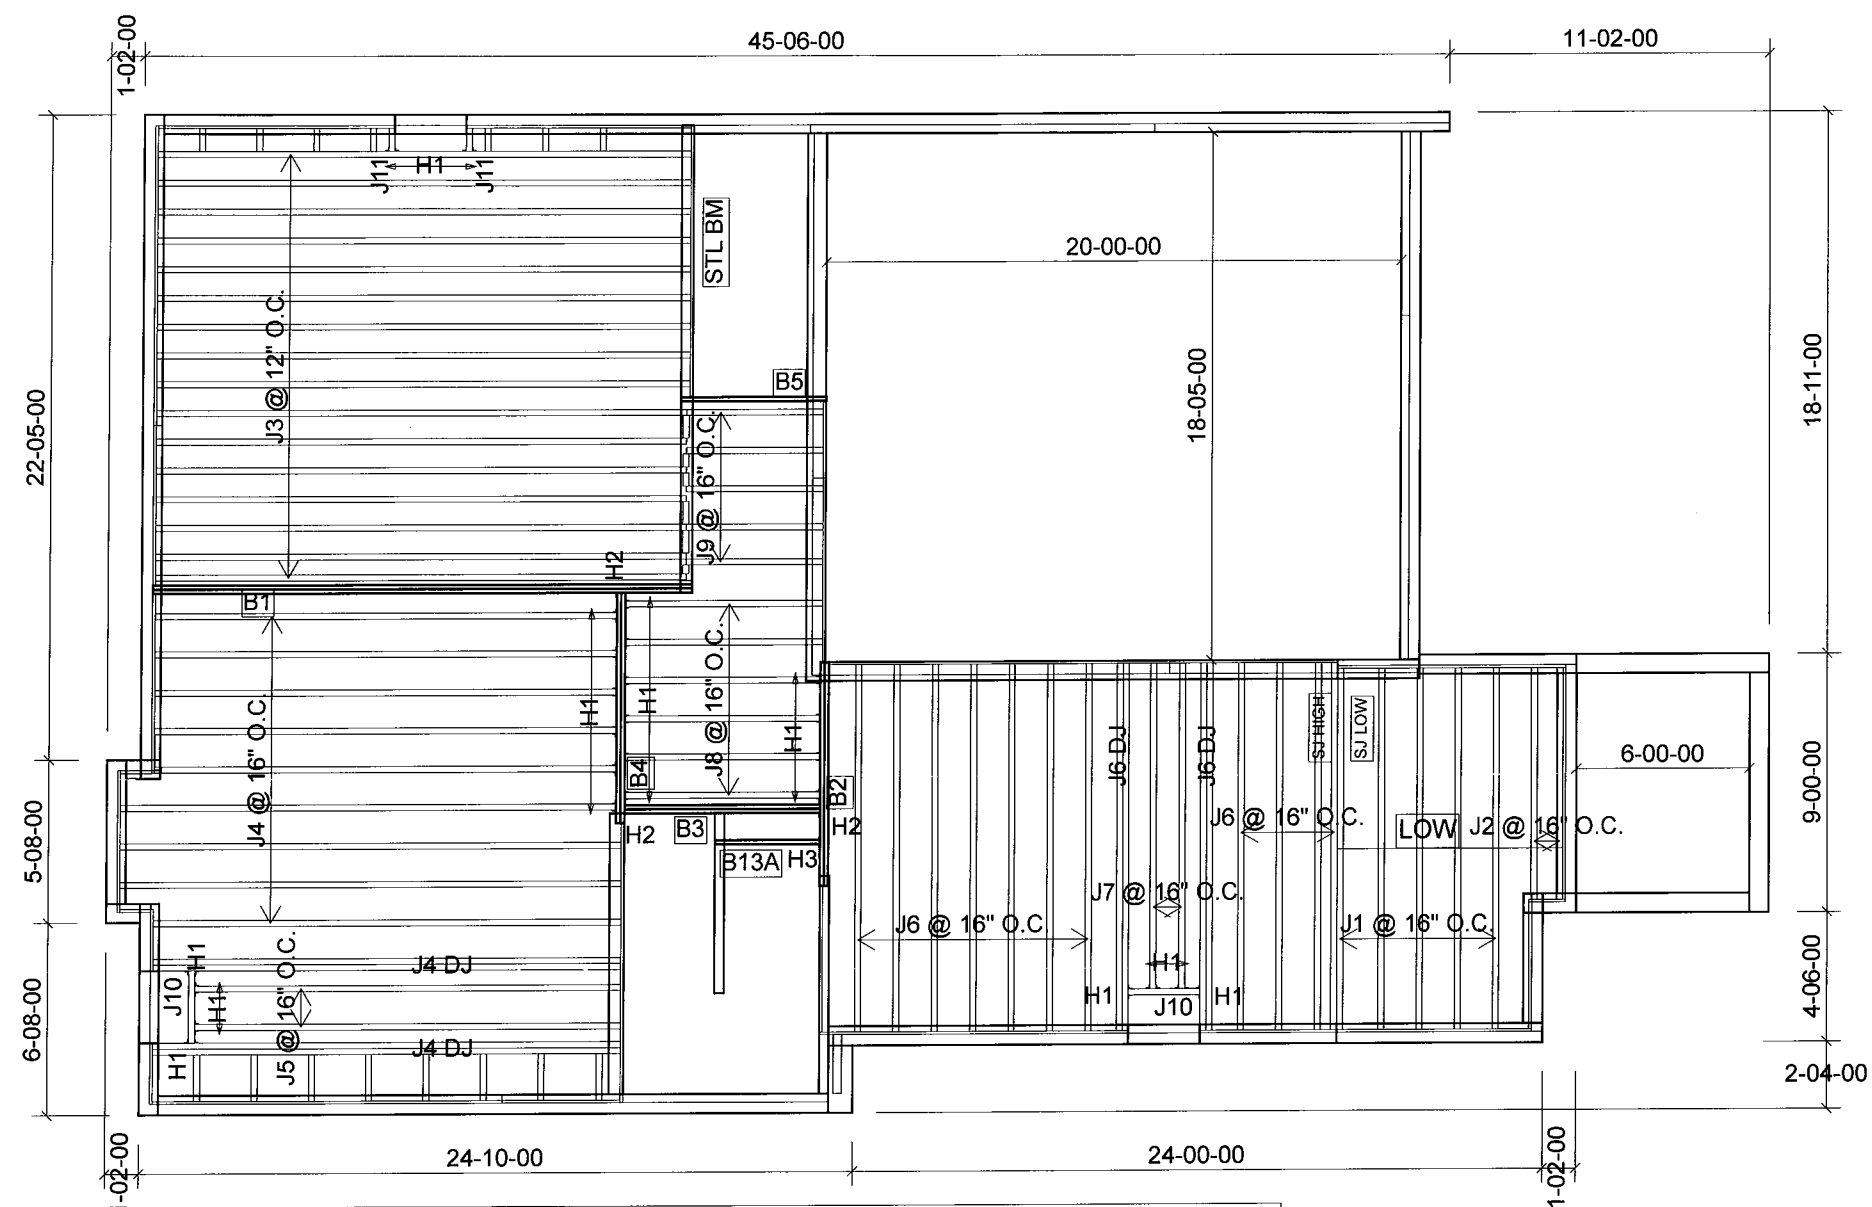 1-02-00
45-06-00
11-02-00
J11
H1
J11
STL BM
20-00-00
J3 @ 12" O.C.
22-05-00
18-05-00
18-11-00
B5
J9 @ 16" O.C.
H2
B1
H1
H1
J8 @ 16" O.C.
H1
J4 @ 16" O.C.
B4
B2
J6 DJ
J6 DJ
SJ HIGH
SJ LOW
6-00-00
9-00-00
5-08-00
H2
B3
H2
B13A
H3
J6 @ 16" O.C.
LOW
J2 @ 16" O.C.
J7 @ 16" O.C.
J6 @ 16" O.C.
J1 @ 16" O.C.
H1
J4 DJ
J10
H1
J5 @ 16" O.C.
H1
J4 DJ
H1
H1
J10
H1
6-08-00
4-06-00
2-04-00
1-02-00
24-10-00
24-00-00
1-02-00